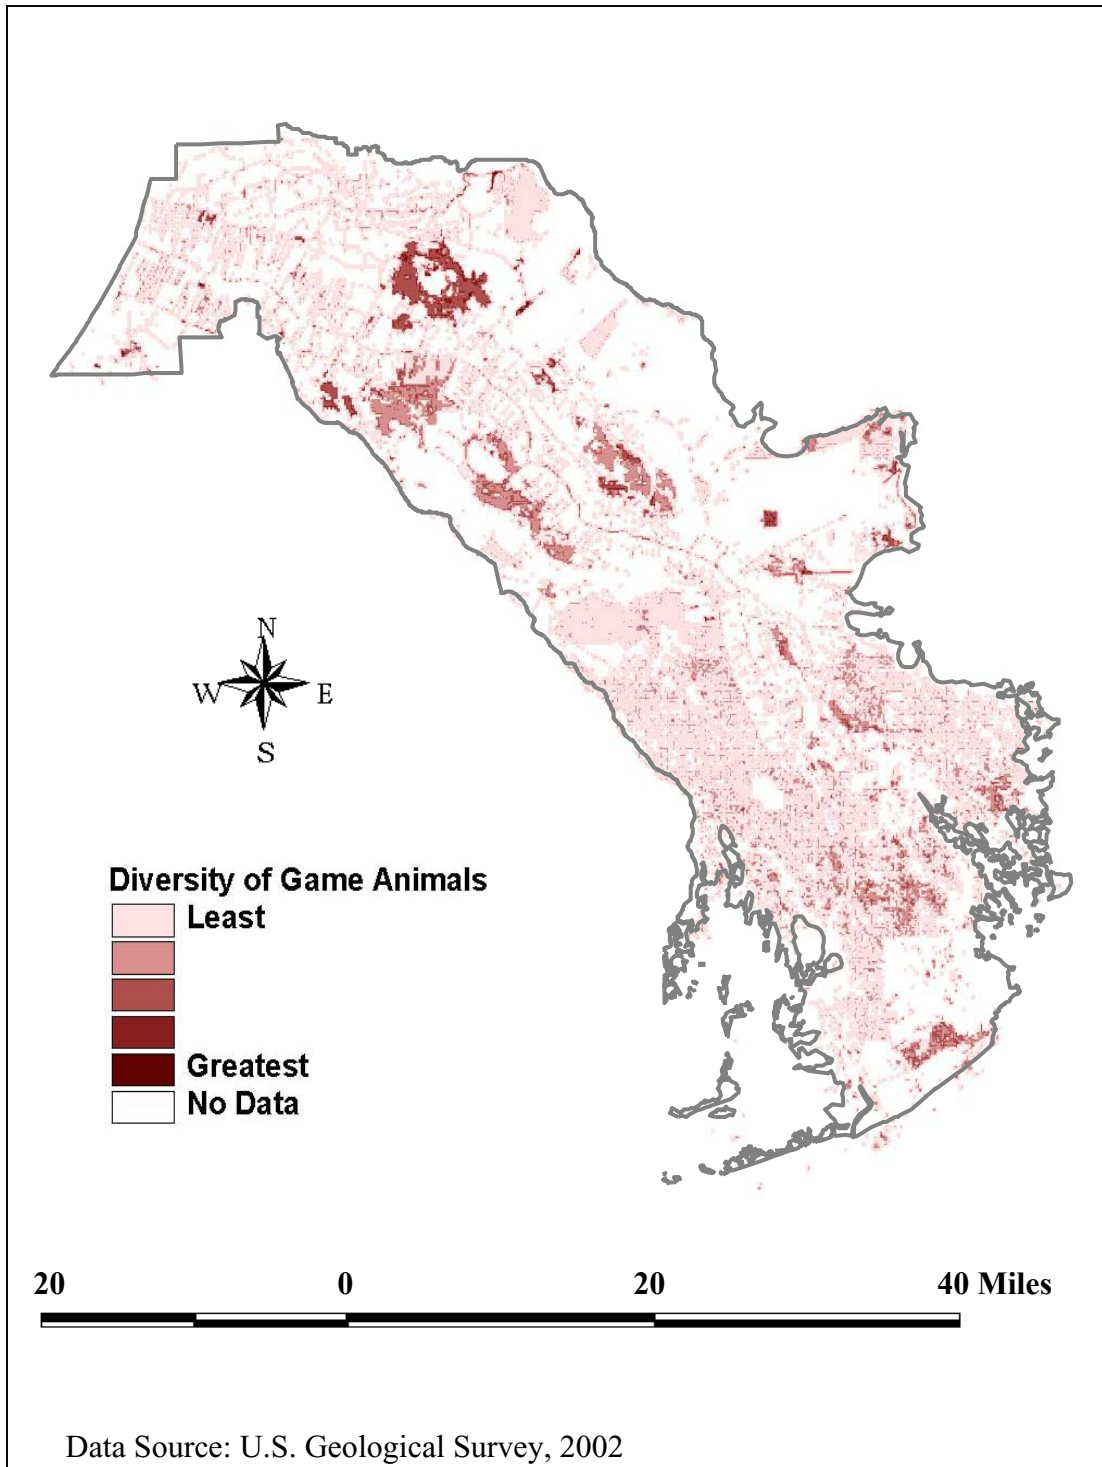 N
W E
S
Diversity of Game Animals
Least
Greatest
No Data
20 0 20 40 Miles
Data Source: U.S. Geological Survey, 2002